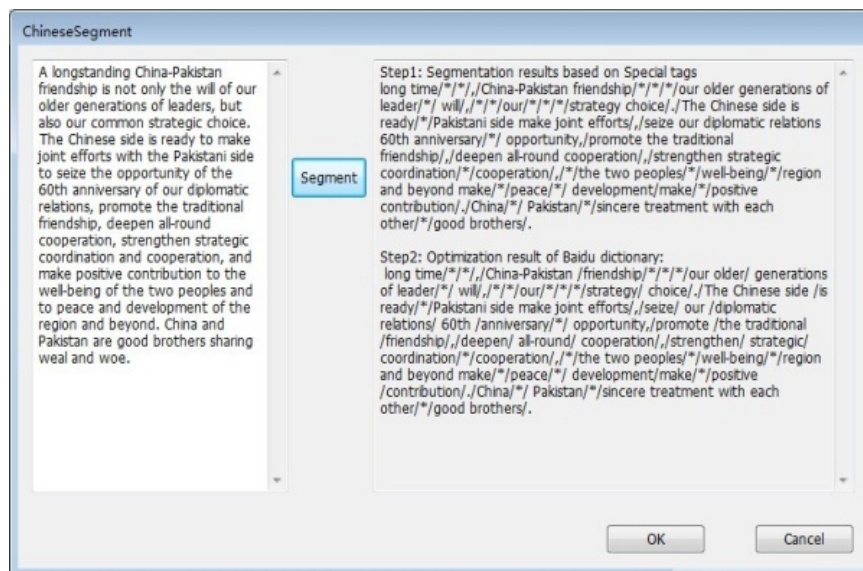 ChineseSegment
A longstanding China-Pakistan
friendship is not only the will of our
older generations of leaders, but
also our common strategic choice.
The Chinese side is ready to make
joint efforts with the Pakistani side
to seize the opportunity of the
60th anniversary of our diplomatic
relations, promote the traditional
friendship, deepen all-round
cooperation, strengthen strategic
coordination and cooperation, and
make positive contribution to the
well-being of the two peoples and
to peace and development of the
region and beyond. China and
Pakistan are good brothers sharing
weal and woe.
Segment
Step1: Segmentation results based on Special tags
long time/*/*/,/China-Pakistan friendship/*/*/*/our older generations of
leader/*/ will/,/*/*/our/*/*/*/strategy choice/./The Chinese side is
ready/*/Pakistani side make joint efforts/,/seize our diplomatic relations
60th anniversary/*/ opportunity,/promote the traditional
friendship/,/deepen all-round cooperation/,/strengthen strategic
coordination/*/cooperation/,/*/the two peoples/*/well-being/*/region
and beyond make/*/peace/*/ development/make/*/positive
contribution/./China/*/ Pakistan/*/sincere treatment with each
other/*/good brothers/.
Step2: Optimization result of Baidu dictionary:
long time/*/*/,/China-Pakistan /friendship/*/*/*/our older/ generations
of leader/*/ will/,/*/*/our/*/*/*/strategy/ choice/./The Chinese side /is
ready/*/Pakistani side make joint efforts/,/seize/ our /diplomatic
relations/ 60th /anniversary/*/ opportunity,/promote /the traditional
/friendship/,/deepen/ all-round/ cooperation/,/strengthen/ strategic/
coordination/*/cooperation/,/*/the two peoples/*/well-being/*/region
and beyond make/*/peace/*/ development/make/*/positive
/contribution/./China/*/ Pakistan/*/sincere treatment with each
other/*/good brothers/.
OK
Cancel